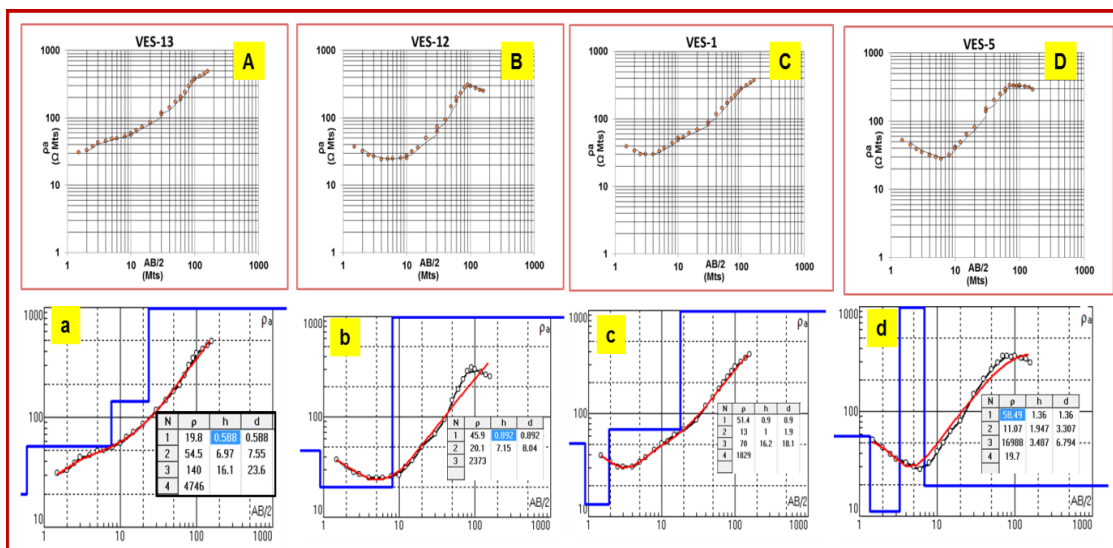 VES-13
A
1000
100
10
1
ρa
(Ω Mts)
1 10 100 1000
AB/2
(Mts)
VES-12
B
1000
100
10
1
ρa
(Ω Mts)
1 10 100 1000
AB/2
(Mts)
VES-1
C
1000
100
10
1
ρa
(Ω Mts)
1 10 100 1000
AB/2
(Mts)
VES-5
D
1000
100
10
1
ρa
(Ω Mts)
1 10 100 1000
AB/2
(Mts)
a
1000
100
10
ρa
N ρ h d
1 19.8 0.588 0.588
2 54.5 6.97 7.55
3 140 16.1 23.6
4 4746
AB/2
1 10 100 1000
b
1000
100
10
ρa
N ρ h d
1 45.9 0.892 0.892
2 20.1 7.15 8.04
3 2373
AB/2
1 10 100 1000
c
1000
100
10
ρa
N ρ h d
1 51.4 0.9 0.9
2 13 1 1.9
3 70 16.2 18.1
4 1829
AB/2
1 10 100 1000
d
1000
100
10
ρa
N ρ h d
1 58.49 1.36 1.36
2 11.07 1.947 3.307
3 16988 3.487 6.794
4 19.7
AB/2
1 10 100 1000